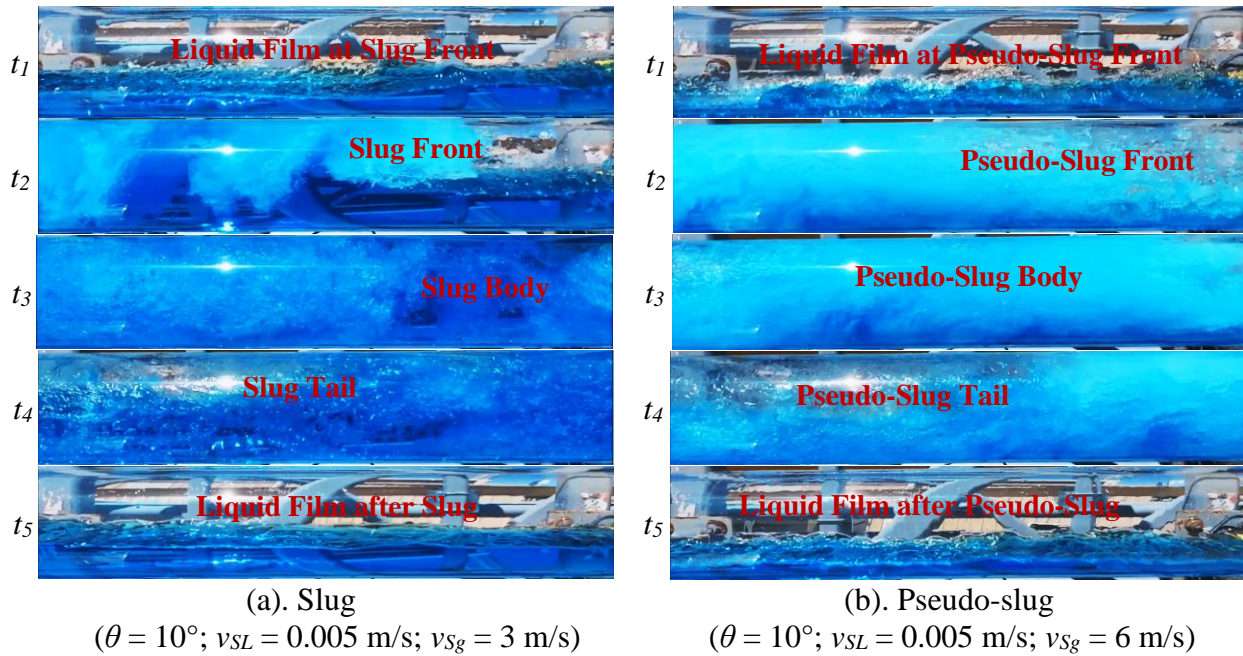 t1 Liquid Film at Slug Front
t2 Slug Front
t3 Slug Body
t4 Slug Tail
t5 Liquid Film after Slug
(a). Slug
(θ = 10°; vSL = 0.005 m/s; vSg = 3 m/s)
t1 Liquid Film at Pseudo-Slug Front
t2 Pseudo-Slug Front
t3 Pseudo-Slug Body
t4 Pseudo-Slug Tail
t5 Liquid Film after Pseudo-Slug
(b). Pseudo-slug
(θ = 10°; vSL = 0.005 m/s; vSg = 6 m/s)